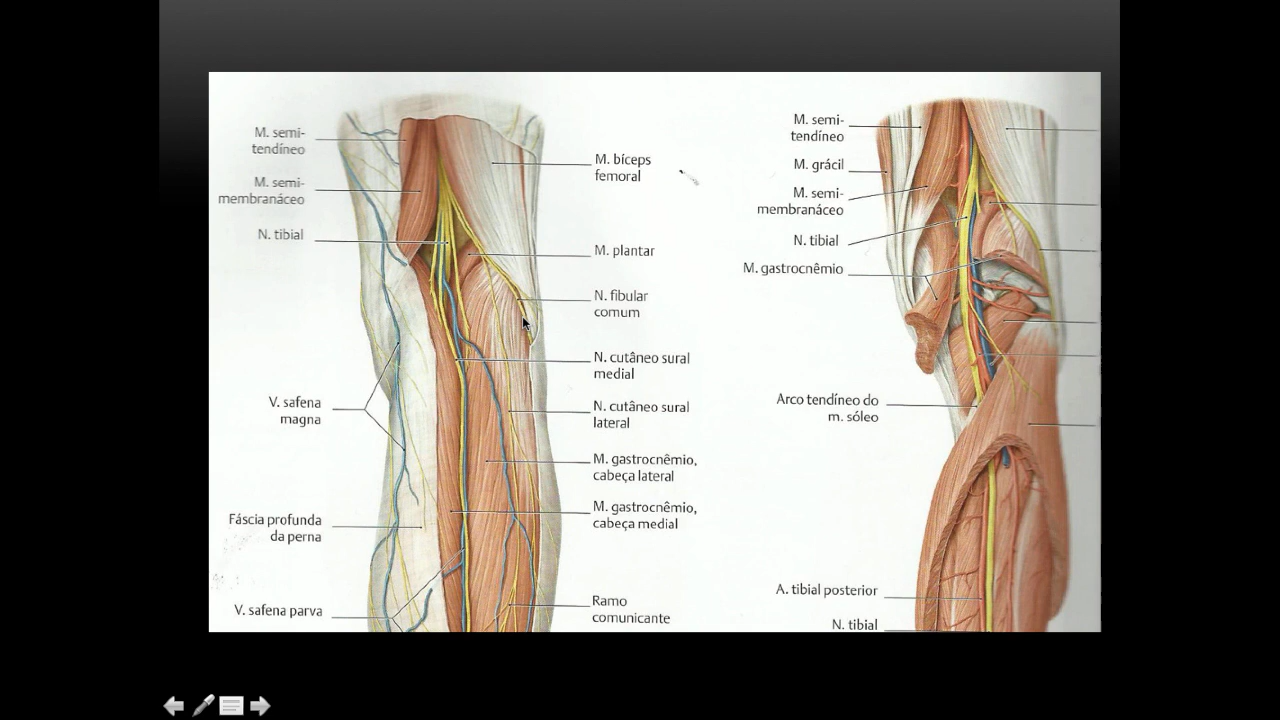 M. semi-
tendíneo
M. semi-
membranáceo
N. tibial
V. safena
magna
Fáscia profunda
da perna
V. safena parva
M. bíceps
femoral
M. plantar
N. fibular
comum
N. cutâneo sural
medial
N. cutâneo sural
lateral
M. gastrocnêmio,
cabeça lateral
M. gastrocnêmio,
cabeça medial
Ramo
comunicante
M. semi-
tendíneo
M. grácil
M. semi-
membranáceo
N. tibial
M. gastrocnêmio
Arco tendíneo do
m. sóleo
A. tibial posterior
N. tibial